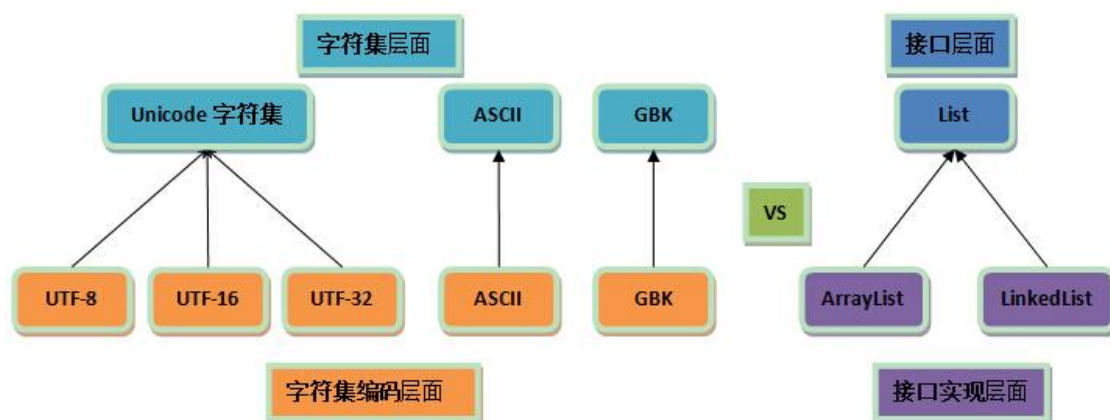 字符集层面
接口层面
Unicode 字符集
ASCII
GBK
List
VS
UTF-8
UTF-16
UTF-32
ASCII
GBK
ArrayList
LinkedList
字符集编码层面
接口实现层面